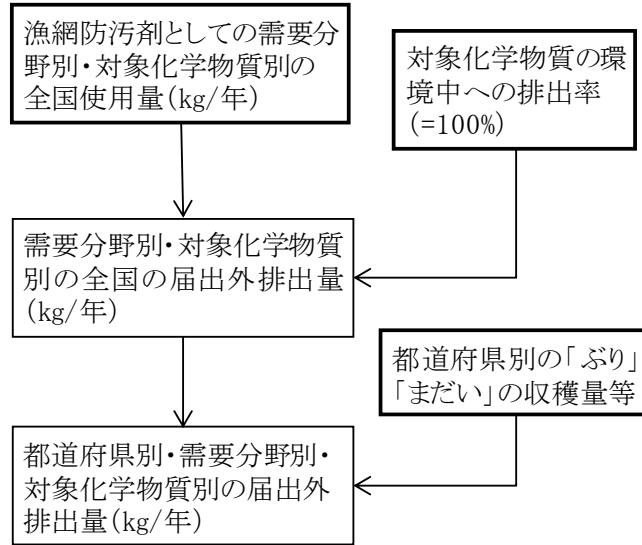 漁網防汚剤としての需要分
野別・対象化学物質別の
全国使用量(kg/年)
対象化学物質の環
境中への排出率
(=100%)
需要分野別・対象化学物質
別の全国の届出外排出量
(kg/年)
都道府県別の「ぶり」
「まだい」の収穫量等
都道府県別・需要分野別・
対象化学物質別の届出外
排出量(kg/年)